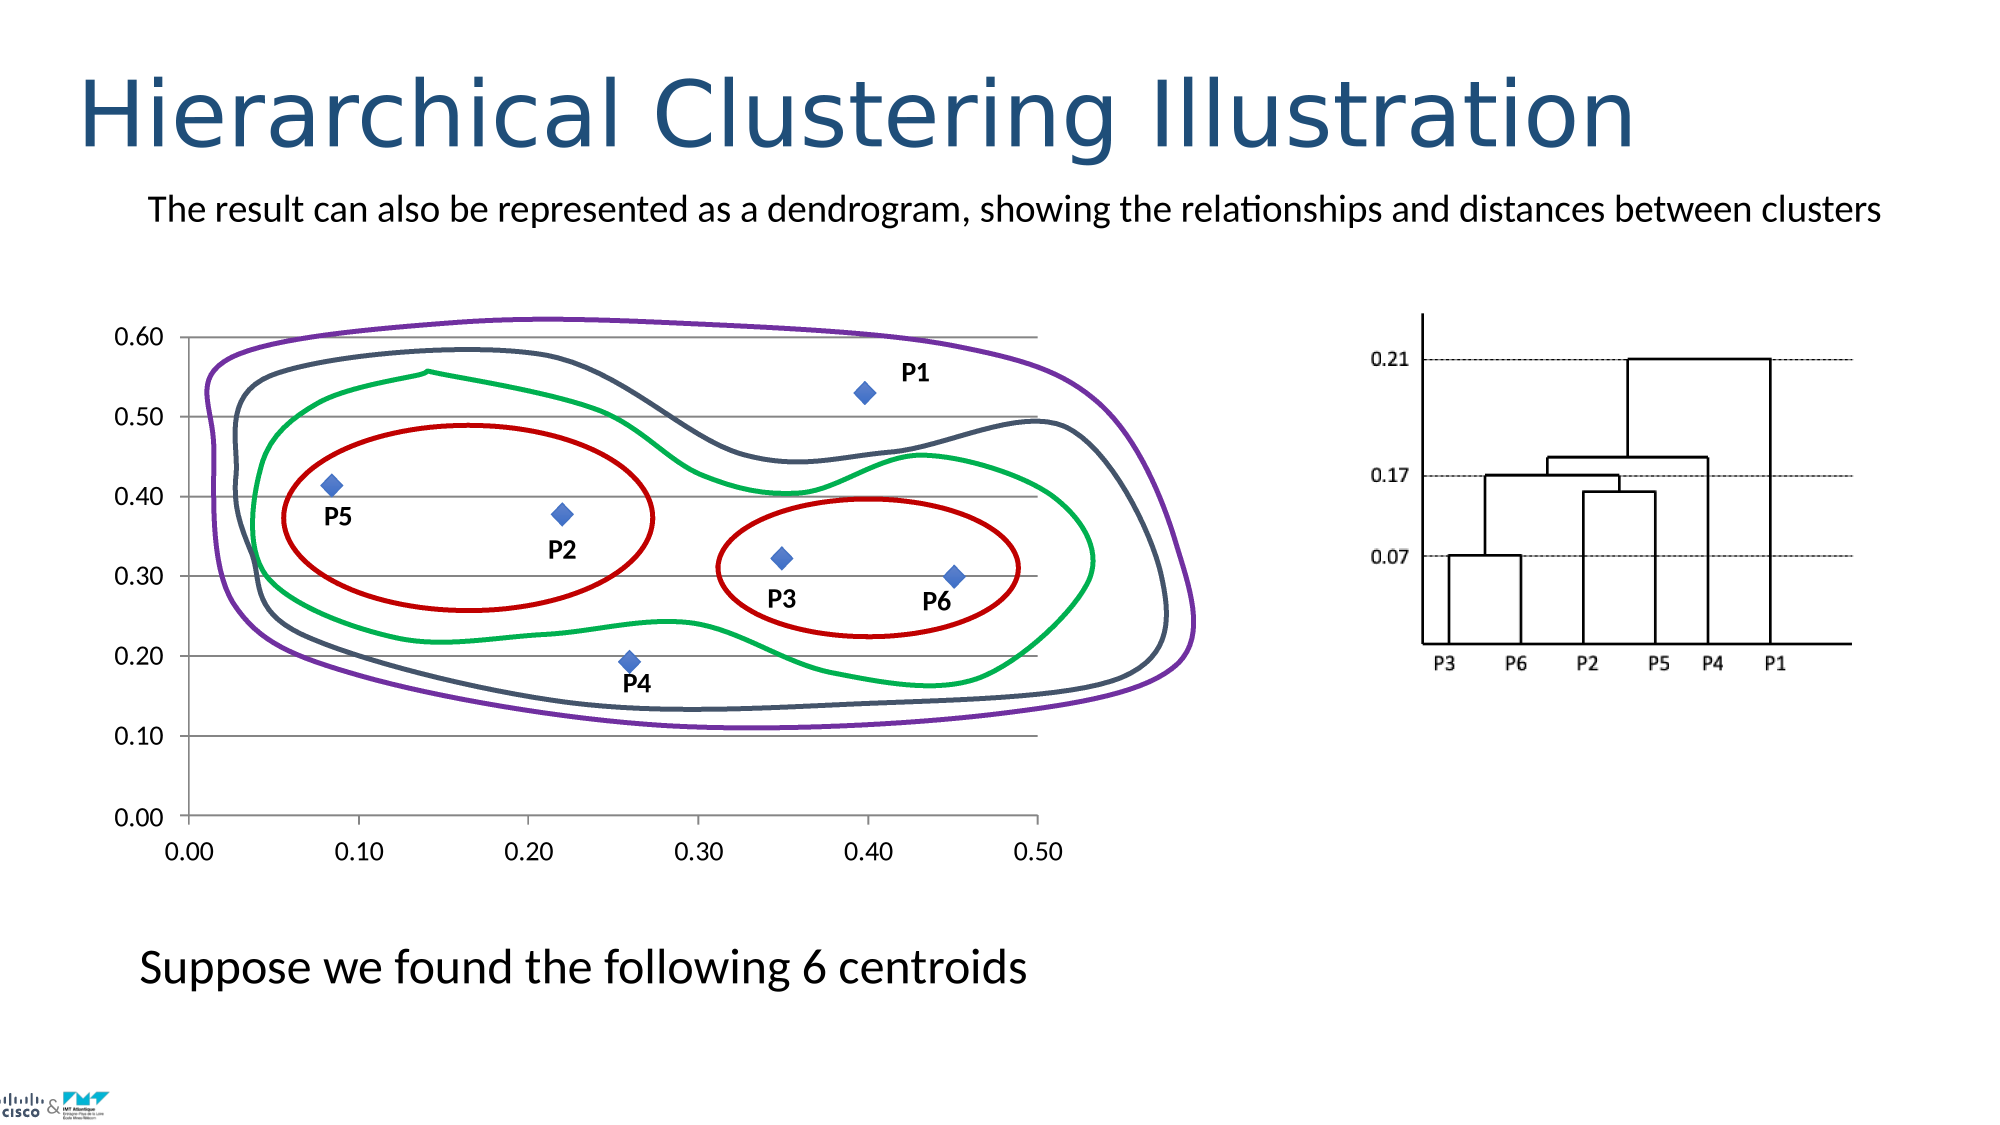 Hierarchical Clustering Illustration
The result can also be represented as a dendrogram, showing the relationships and distances between clusters
0.60
0.50
0.40
0.30
0.20
0.10
0.00
0.00 0.10 0.20 0.30 0.40 0.50
P1
P5
P2
P3
P6
P4
0.21
0.17
0.07
P3 P6 P2 P5 P4 P1
Suppose we found the following 6 centroids
cisco & IMT Atlantique